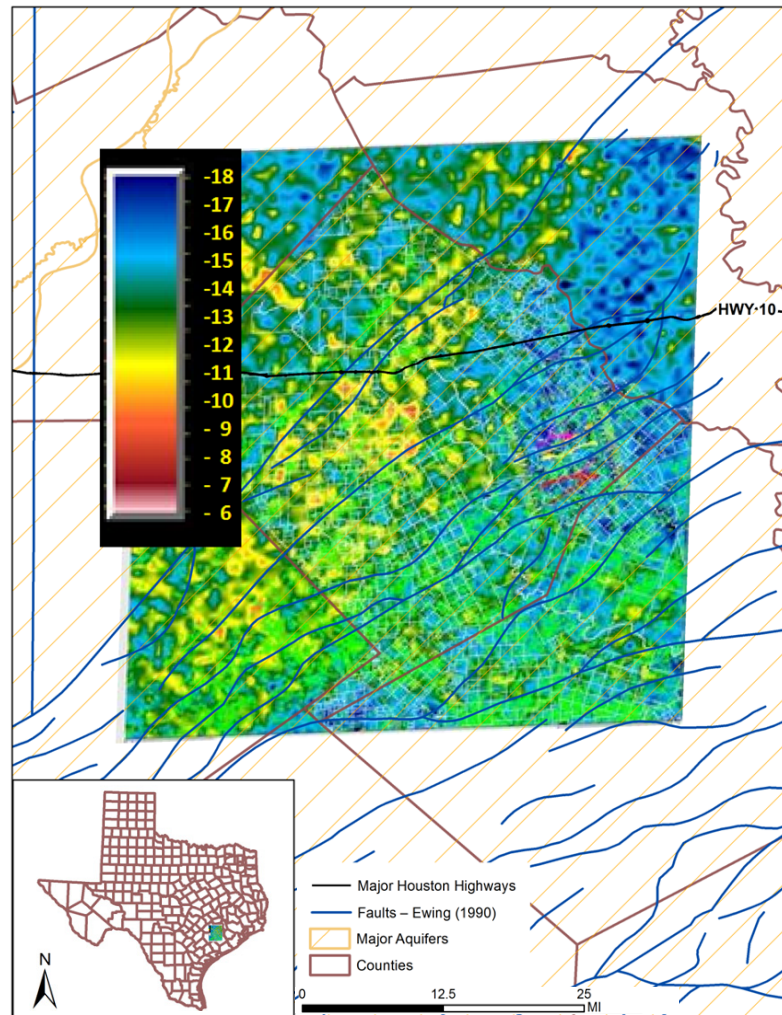 -18
-17
-16
-15
-14
-13
-12
-11
-10
- 9
- 8
- 7
- 6
HWY-10
N
Major Houston Highways
Faults – Ewing (1990)
Major Aquifers
Counties
0 12.5 25
MI